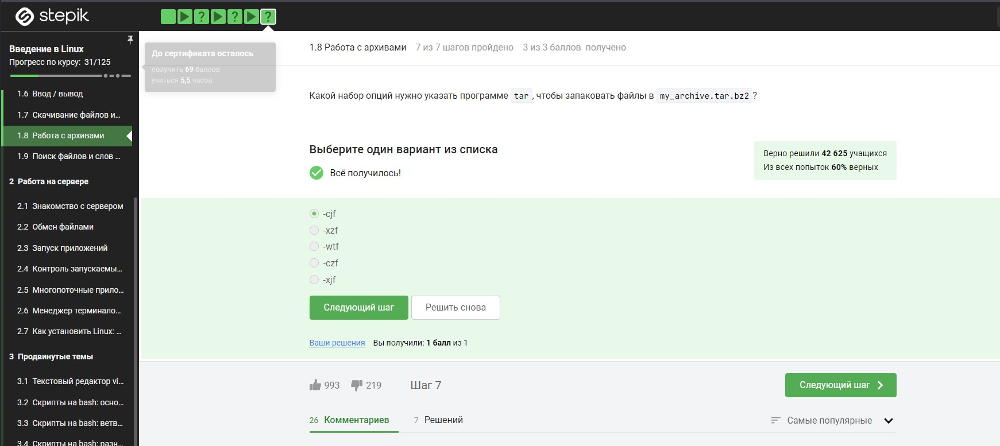 stepik
? ? ?
Введение в Linux
Прогресс по курсу: 31/125
1.6 Ввод / вывод
1.7 Скачивание файлов и...
1.8 Работа с архивами
1.9 Поиск файлов и слов ...
2 Работа на сервере
2.1 Знакомство с сервером
2.2 Обмен файлами
2.3 Запуск приложений
2.4 Контроль запускаемы...
2.5 Многопоточные прило...
2.6 Менеджер терминало...
2.7 Как установить Linux: ...
3 Продвинутые темы
3.1 Текстовый редактор vi...
3.2 Скрипты на bash: осно...
3.3 Скрипты на bash: ветв...
3.4 Скрипты на bash: разн...
До сертификата осталось
получить 69 баллов
учиться 5,5 часов
1.8 Работа с архивами 7 из 7 шагов пройдено 3 из 3 баллов получено
Какой набор опций нужно указать программе tar, чтобы запаковать файлы в my_archive.tar.bz2?
Выберите один вариант из списка
Всё получилось!
Верно решили 42 625 учащихся
Из всех попыток 60% верных
-cjf
-xzf
-wtf
-czf
-xjf
Следующий шаг Решить снова
Ваши решения Вы получили: 1 балл из 1
993 219 Шаг 7 Следующий шаг
26 Комментариев 7 Решений Самые популярные